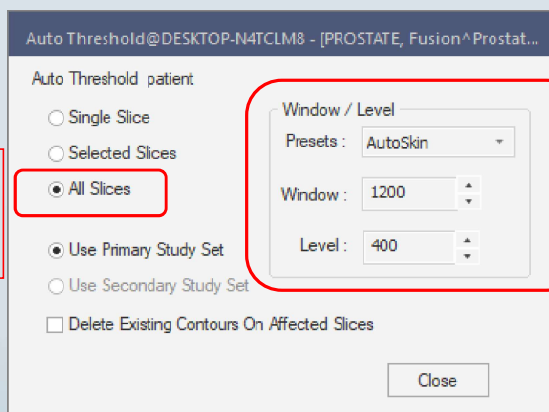 Auto Threshold@DESKTOP-N4TCLM8 - [PROSTATE, Fusion^Prostat...
Auto Threshold patient
Single Slice
Selected Slices
All Slices
Use Primary Study Set
Use Secondary Study Set
Delete Existing Contours On Affected Slices
Window / Level
Presets : AutoSkin
Window : 1200
Level : 400
Close